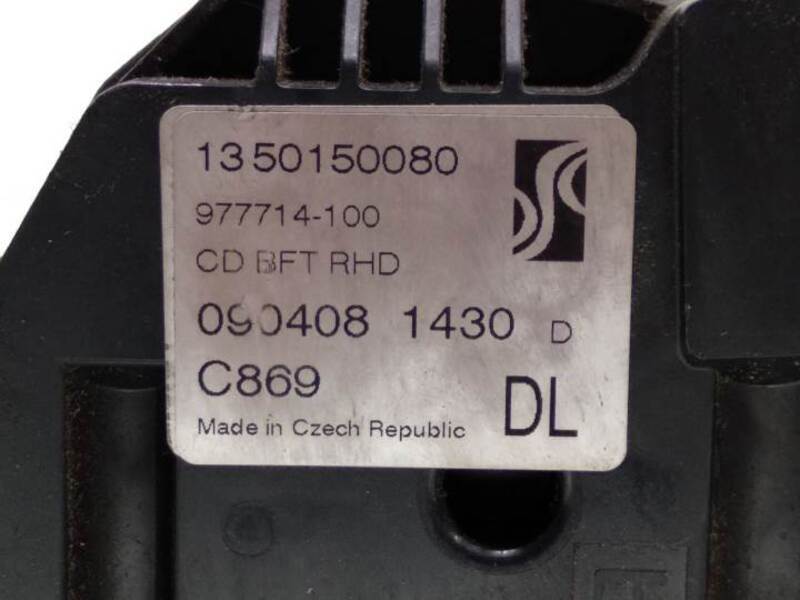 1350150080
977714-100
CD BFT RHD
090408 1430 D
C869
DL
Made in Czech Republic